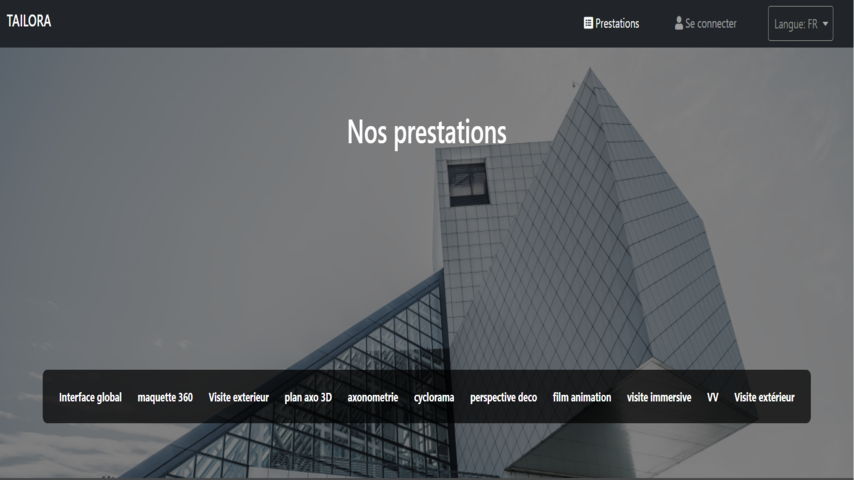 TAILORA Prestations Se connecter Langue: FR
Nos prestations
Interface global maquette 360 Visite exterieur plan axo 3D axonometrie cyclorama perspective deco film animation visite immersive VV Visite extérieur